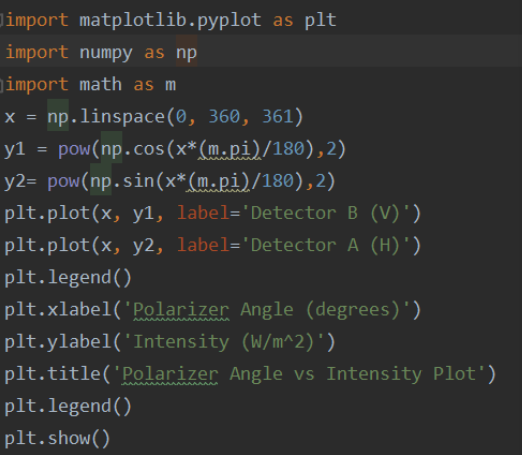 import matplotlib.pyplot as plt
import numpy as np
import math as m
x = np.linspace(0, 360, 361)
y1 = pow(np.cos(x*(m.pi)/180),2)
y2= pow(np.sin(x*(m.pi)/180),2)
plt.plot(x, y1, label='Detector B (V)')
plt.plot(x, y2, label='Detector A (H)')
plt.legend()
plt.xlabel('Polarizer Angle (degrees)')
plt.ylabel('Intensity (W/m^2)')
plt.title('Polarizer Angle vs Intensity Plot')
plt.legend()
plt.show()